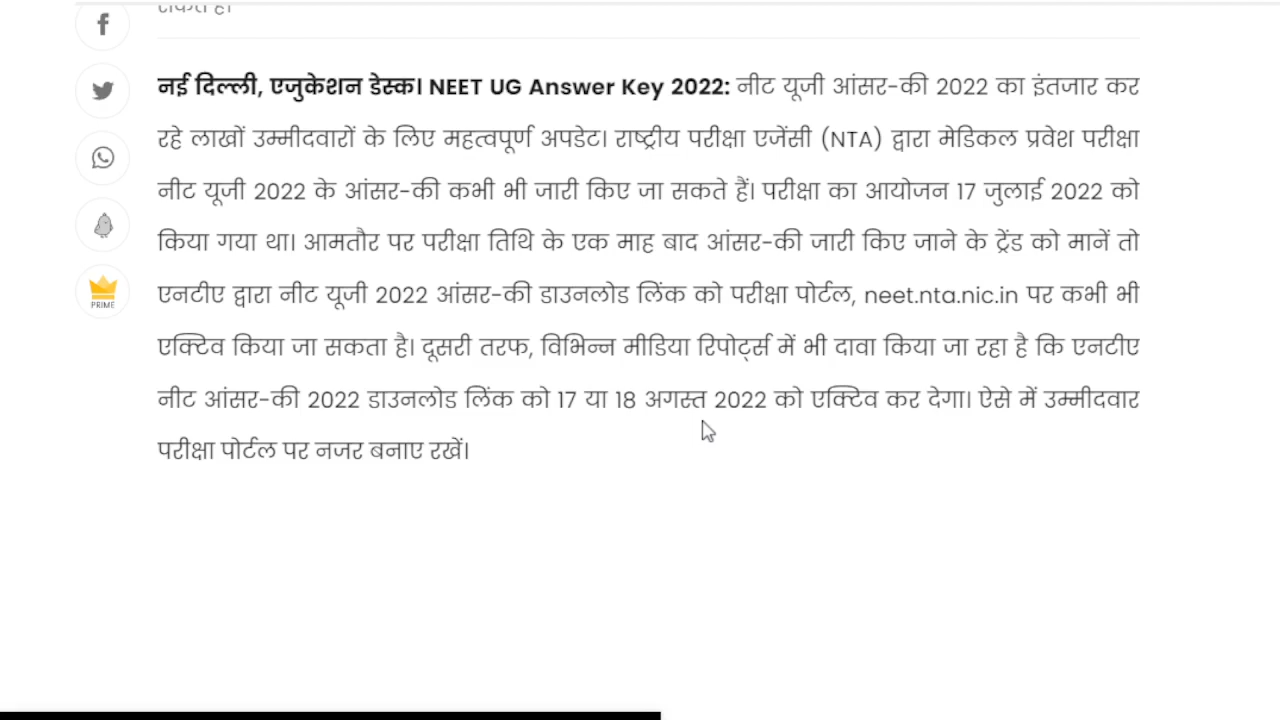 सकते हैं।
नई दिल्ली, एजुकेशन डेस्क। NEET UG Answer Key 2022: नीट यूजी आंसर-की 2022 का इंतजार कर
रहे लाखों उम्मीदवारों के लिए महत्वपूर्ण अपडेट। राष्ट्रीय परीक्षा एजेंसी (NTA) द्वारा मेडिकल प्रवेश परीक्षा
नीट यूजी 2022 के आंसर-की कभी भी जारी किए जा सकते हैं। परीक्षा का आयोजन 17 जुलाई 2022 को
किया गया था। आमतौर पर परीक्षा तिथि के एक माह बाद आंसर-की जारी किए जाने के ट्रेंड को मानें तो
एनटीए द्वारा नीट यूजी 2022 आंसर-की डाउनलोड लिंक को परीक्षा पोर्टल, neet.nta.nic.in पर कभी भी
एक्टिव किया जा सकता है। दूसरी तरफ, विभिन्न मीडिया रिपोर्ट्स में भी दावा किया जा रहा है कि एनटीए
नीट आंसर-की 2022 डाउनलोड लिंक को 17 या 18 अगस्त 2022 को एक्टिव कर देगा। ऐसे में उम्मीदवार
परीक्षा पोर्टल पर नजर बनाए रखें।
PRIME